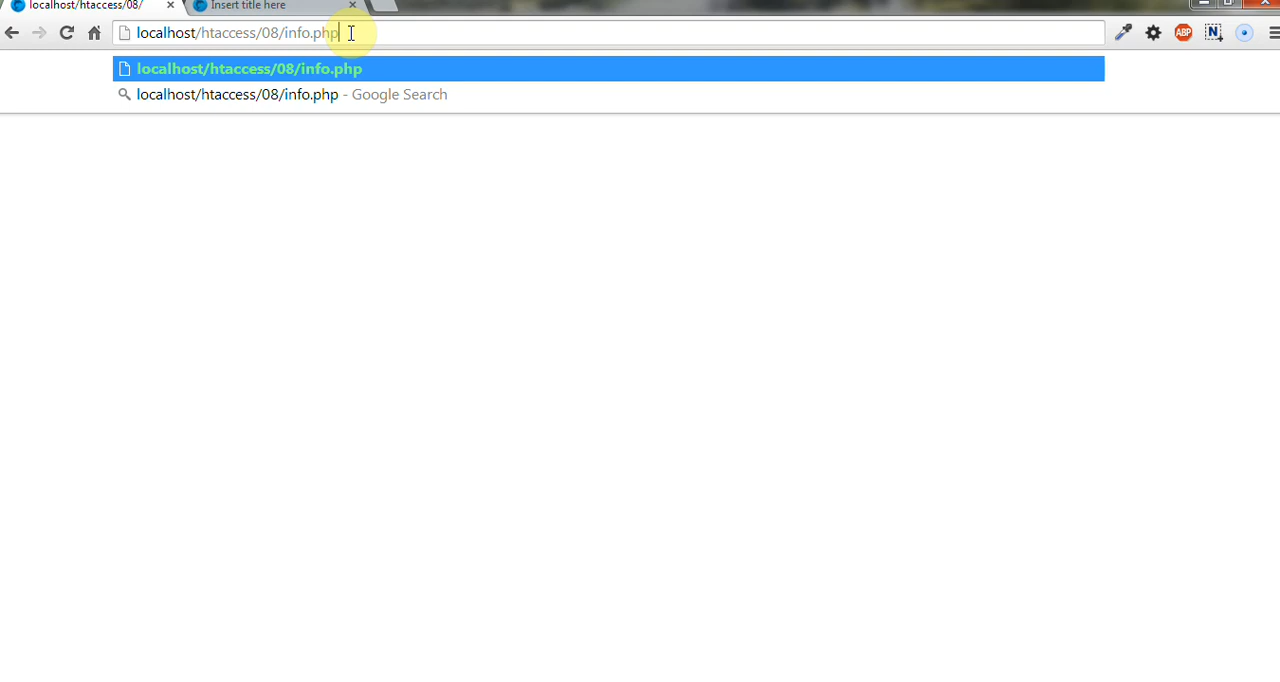 localhost/htaccess/08/
Insert title here
localhost/htaccess/08/info.php
ABP
N
localhost/htaccess/08/info.php
localhost/htaccess/08/info.php - Google Search